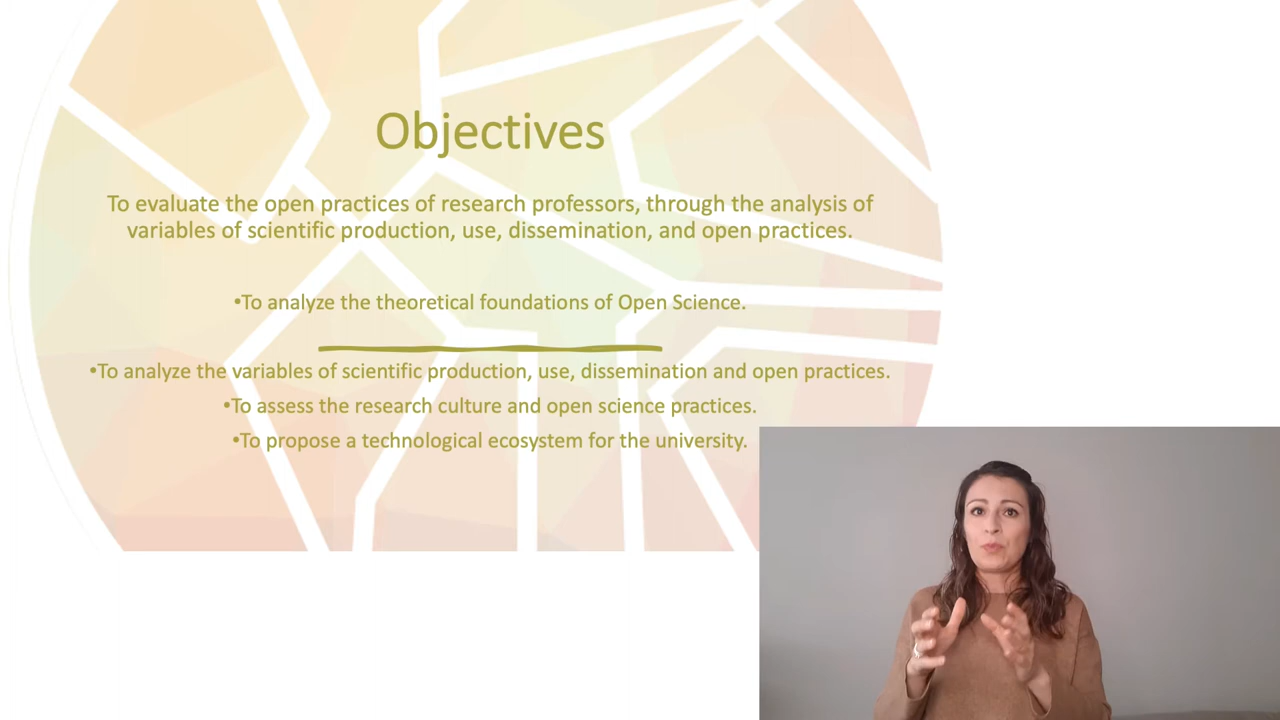 Objectives
To evaluate the open practices of research professors, through the analysis of
variables of scientific production, use, dissemination, and open practices.
•To analyze the theoretical foundations of Open Science.
•To analyze the variables of scientific production, use, dissemination and open practices.
•To assess the research culture and open science practices.
•To propose a technological ecosystem for the university.